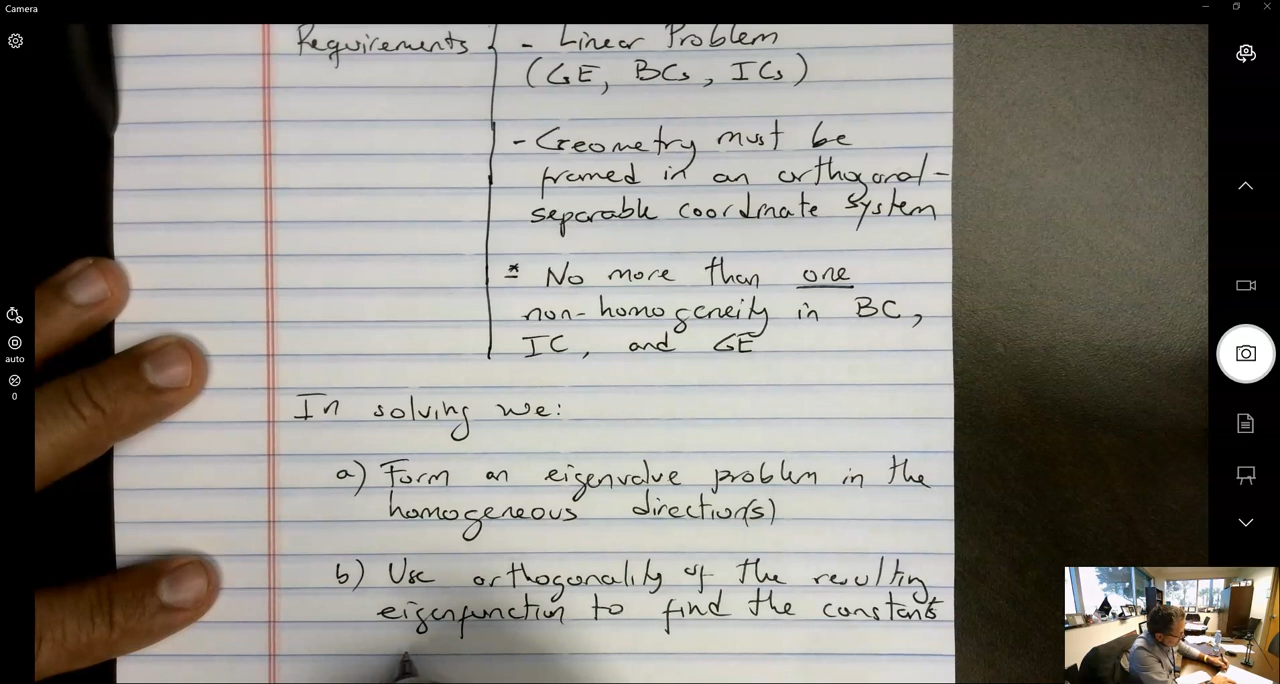 Camera
Requirements - Linear Problem
(GE, BCs, ICs)
- Geometry must be
framed in an orthogonal-
separable coordinate system
* No more than one
non-homogeneity in BC,
IC, and GE
auto
0
In solving we:
a) Form an eigenvalue problem in the
homogeneous direction(s)
b) Use orthogonality of the resulting
eigenfunction to find the constants